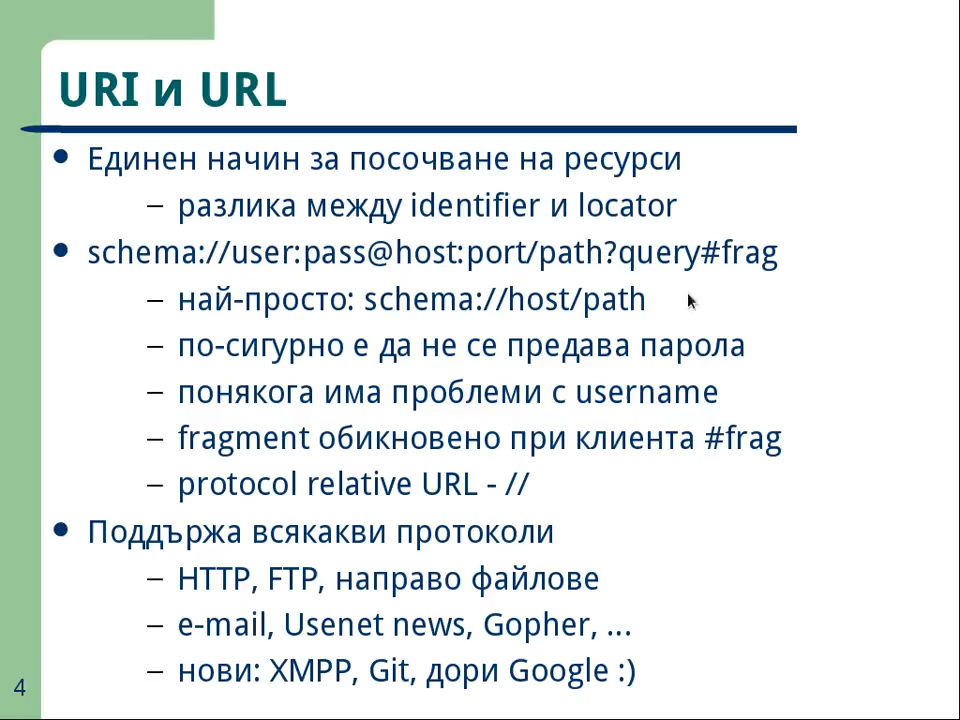 URI и URL
● Единен начин за посочване на ресурси
– разлика между identifier и locator
● schema://user:pass@host:port/path?query#frag
– най-просто: schema://host/path
– по-сигурно е да не се предава парола
– понякога има проблеми с username
– fragment обикновено при клиента #frag
– protocol relative URL - //
● Поддържа всякакви протоколи
– HTTP, FTP, направо файлове
– e-mail, Usenet news, Gopher, ...
– нови: XMPP, Git, дори Google :)
4